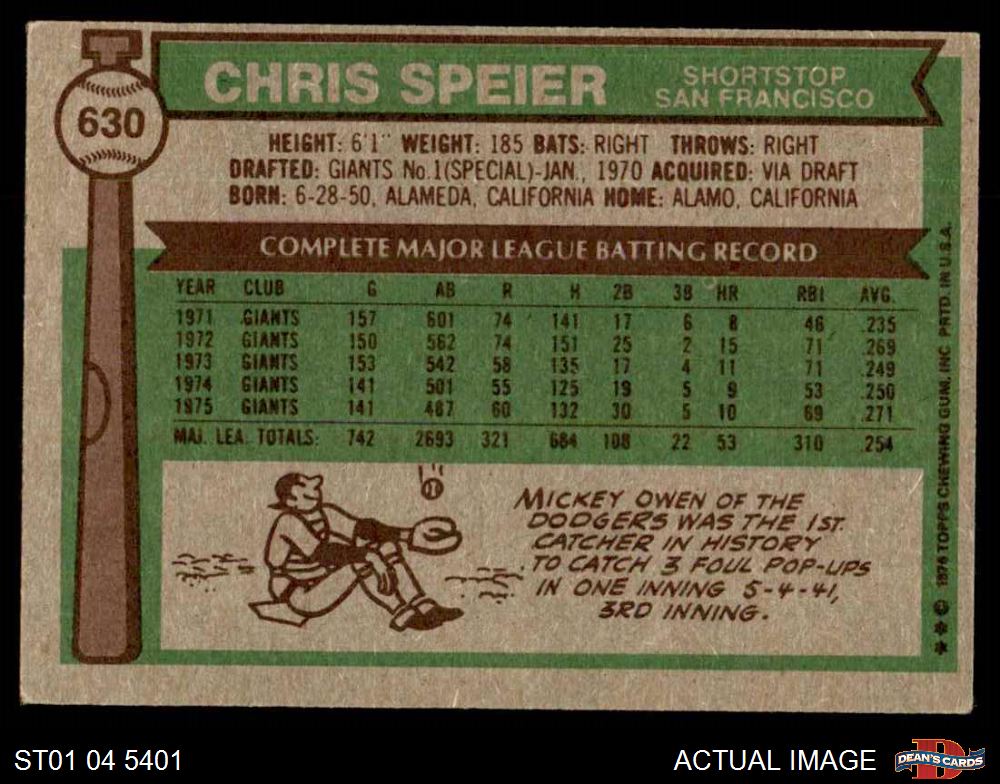 CHRIS SPEIER
SHORTSTOP
SAN FRANCISCO
630
HEIGHT: 6'1" WEIGHT: 185 BATS: RIGHT THROWS: RIGHT
DRAFTED: GIANTS No.1(SPECIAL)-JAN., 1970 ACQUIRED: VIA DRAFT
BORN: 6-28-50, ALAMEDA, CALIFORNIA HOME: ALAMO, CALIFORNIA
COMPLETE MAJOR LEAGUE BATTING RECORD
YEAR CLUB G AB R H 2B 3B HR RBI AVG.
1971 GIANTS 157 601 74 141 17 6 8 46 .235
1972 GIANTS 150 562 74 151 25 2 15 71 .269
1973 GIANTS 153 542 58 135 17 4 11 71 .249
1974 GIANTS 141 501 55 125 19 5 9 53 .250
1975 GIANTS 141 487 60 132 30 5 10 69 .271
MAJ. LEA. TOTALS: 742 2693 321 684 108 22 53 310 .254
MICKEY OWEN OF THE
DODGERS WAS THE 1ST.
CATCHER IN HISTORY
TO CATCH 3 FOUL POP-UPS
IN ONE INNING 5-4-41,
3RD INNING.
**© 1976 TOPPS CHEWING GUM, INC. PRTD. IN U.S.A.
ST01 04 5401
ACTUAL IMAGE
D
DEAN'S CARDS